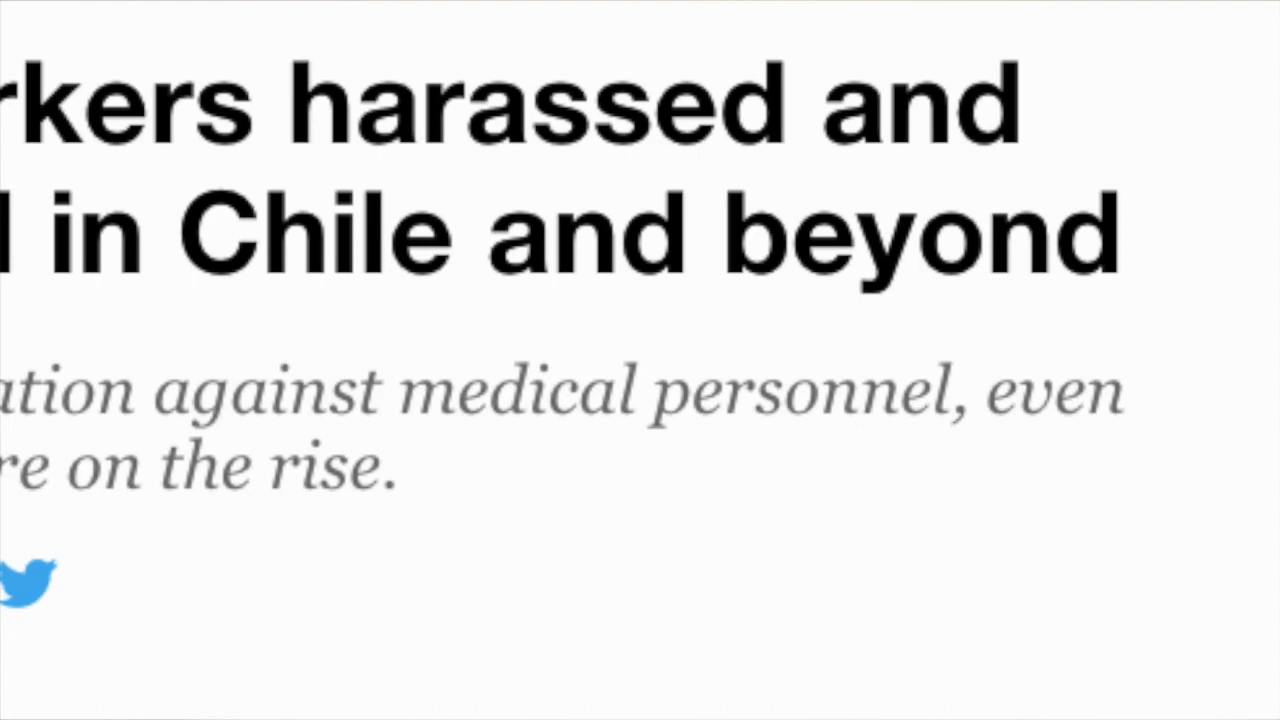 rkers harassed and
in Chile and beyond
ation against medical personnel, even
re on the rise.